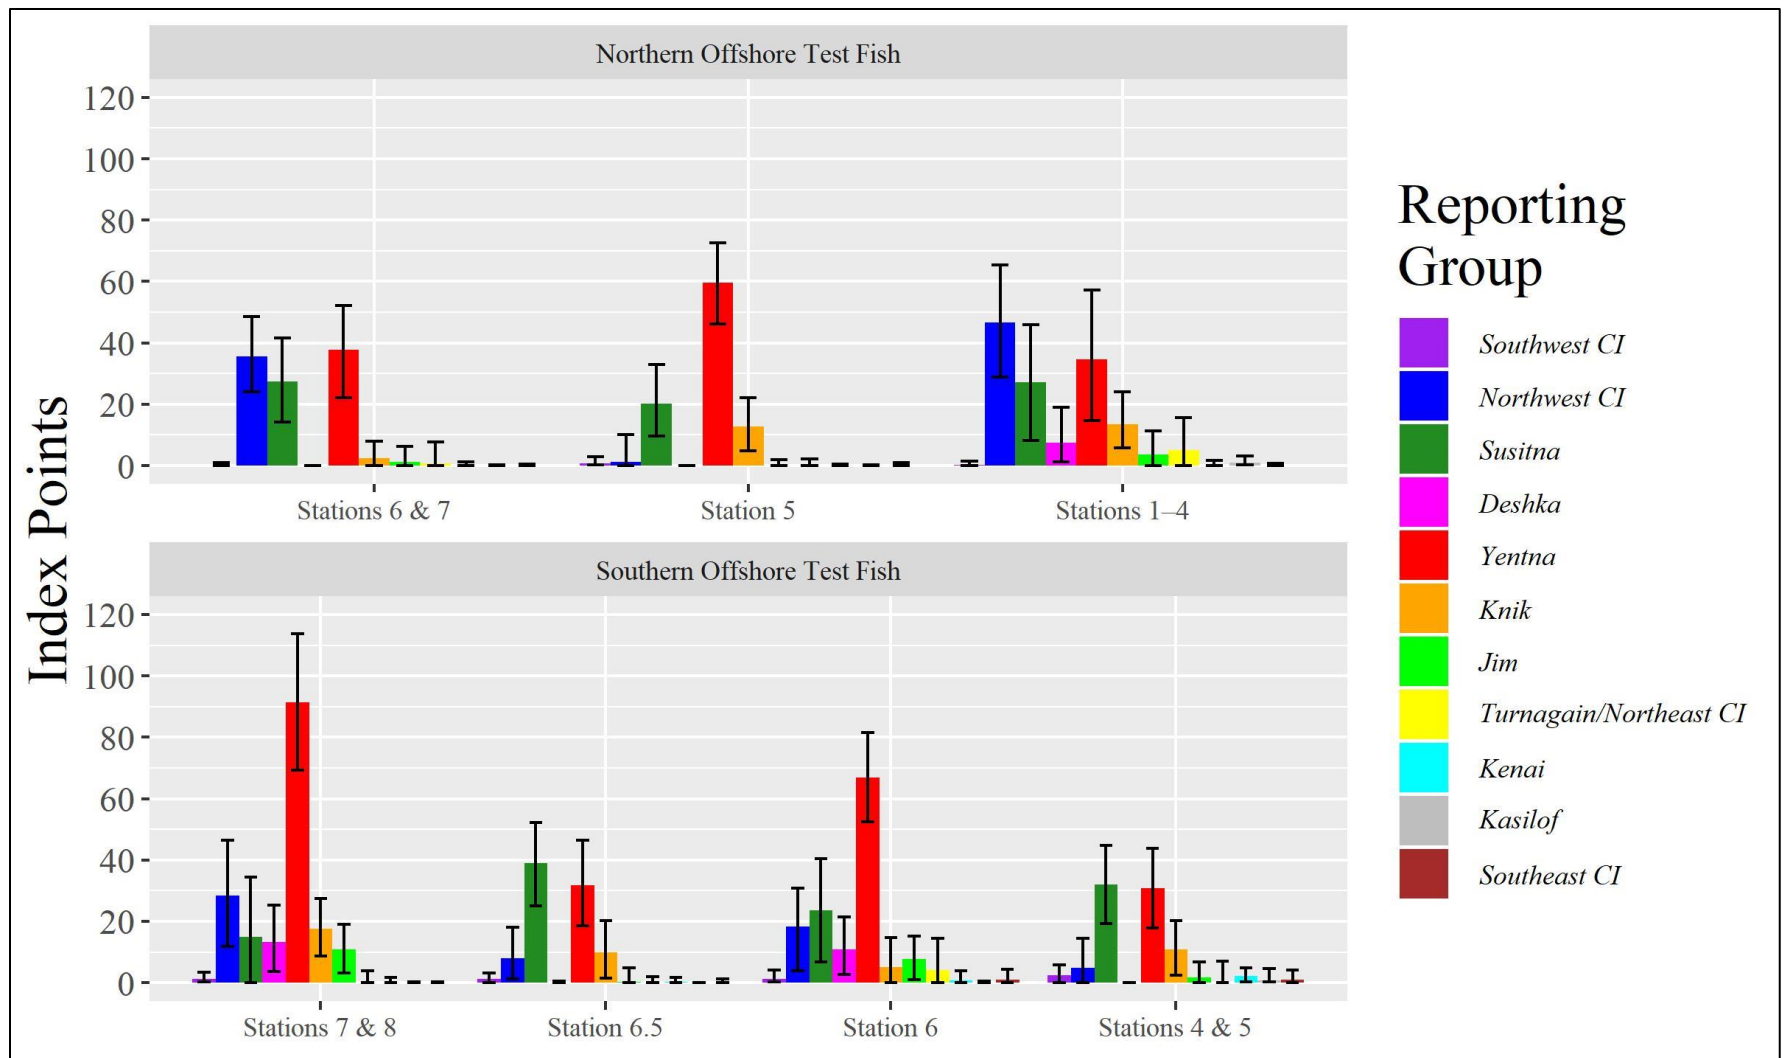 Northern Offshore Test Fish
120
100
80
60
40
20
0
Stations 6 & 7
Station 5
Stations 1–4
Index Points
Southern Offshore Test Fish
120
100
80
60
40
20
0
Stations 7 & 8
Station 6.5
Station 6
Stations 4 & 5
Reporting
Group
Southwest CI
Northwest CI
Susitna
Deshka
Yentna
Knik
Jim
Turnagain/Northeast CI
Kenai
Kasilof
Southeast CI